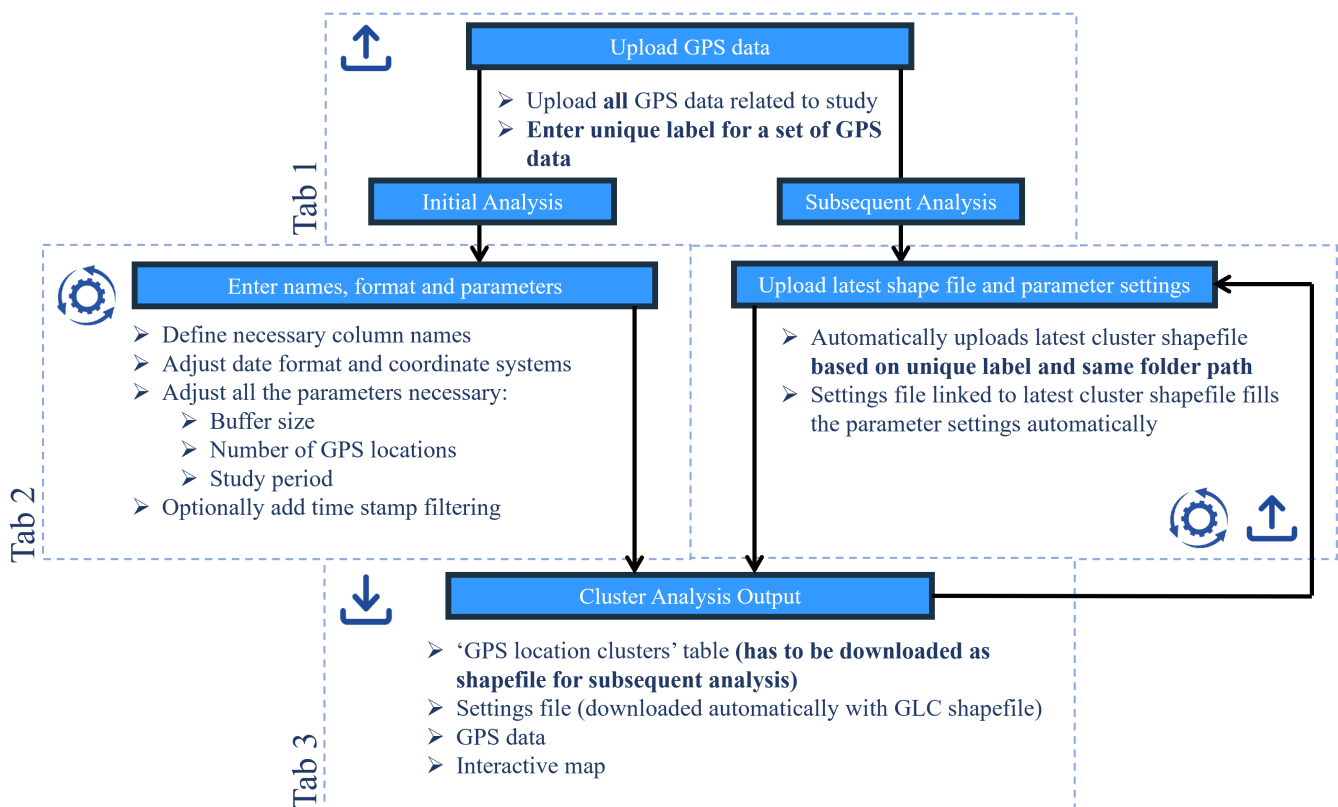 Tab 1
Upload GPS data
➢ Upload all GPS data related to study
➢ Enter unique label for a set of GPS
data
Initial Analysis
Subsequent Analysis
Tab 2
Enter names, format and parameters
➢ Define necessary column names
➢ Adjust date format and coordinate systems
➢ Adjust all the parameters necessary:
➢ Buffer size
➢ Number of GPS locations
➢ Study period
➢ Optionally add time stamp filtering
Upload latest shape file and parameter settings
➢ Automatically uploads latest cluster shapefile
based on unique label and same folder path
➢ Settings file linked to latest cluster shapefile fills
the parameter settings automatically
Tab 3
Cluster Analysis Output
➢ ‘GPS location clusters’ table (has to be downloaded as
shapefile for subsequent analysis)
➢ Settings file (downloaded automatically with GLC shapefile)
➢ GPS data
➢ Interactive map